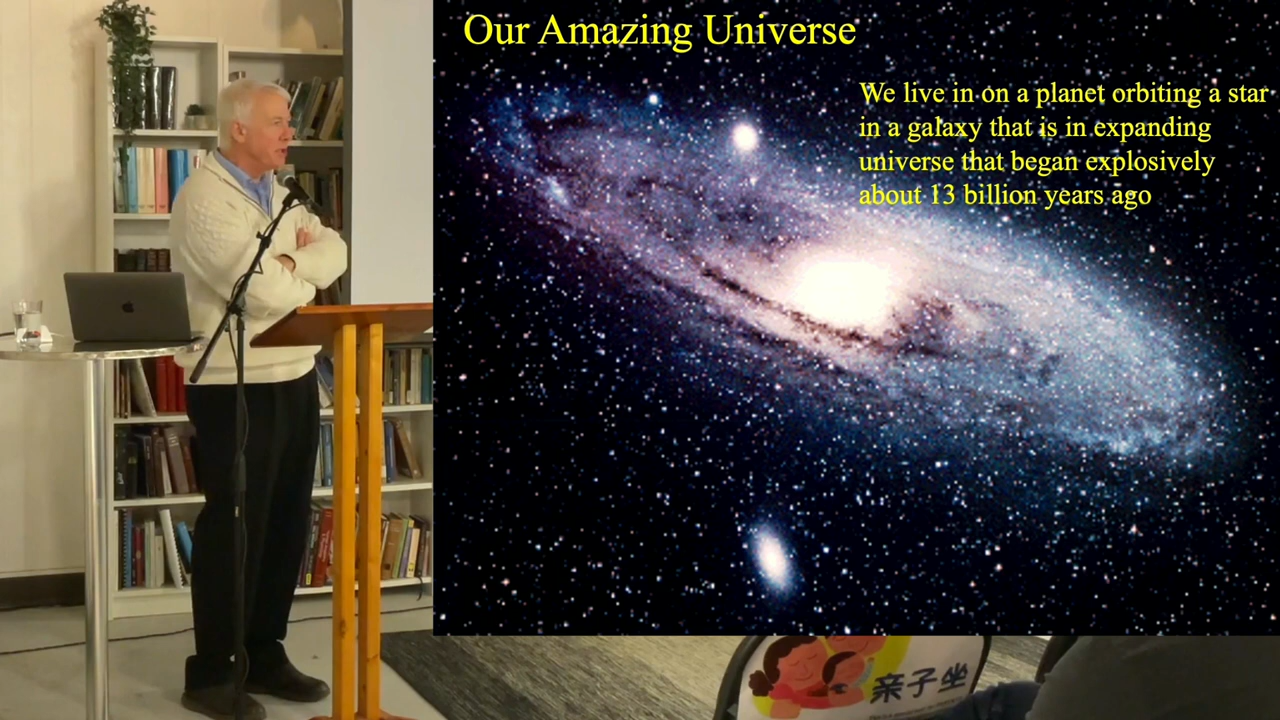 Our Amazing Universe
We live in on a planet orbiting a star
in a galaxy that is in expanding
universe that began explosively
about 13 billion years ago
亲子坐